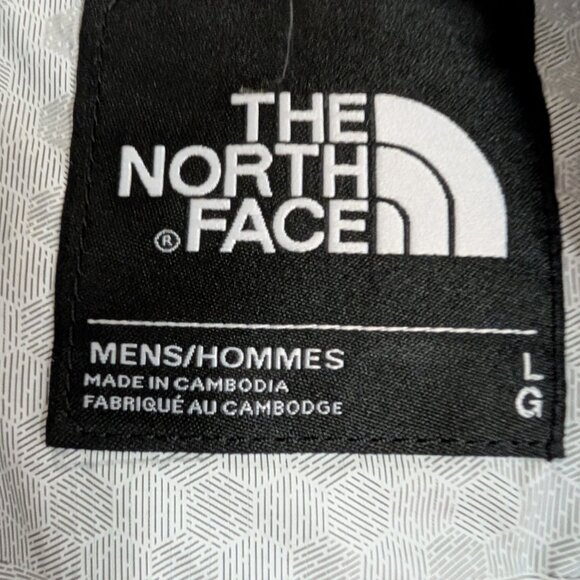 THE
NORTH
® FACE
MENS/HOMMES
MADE IN CAMBODIA
FABRIQUÉ AU CAMBODGE
L
G